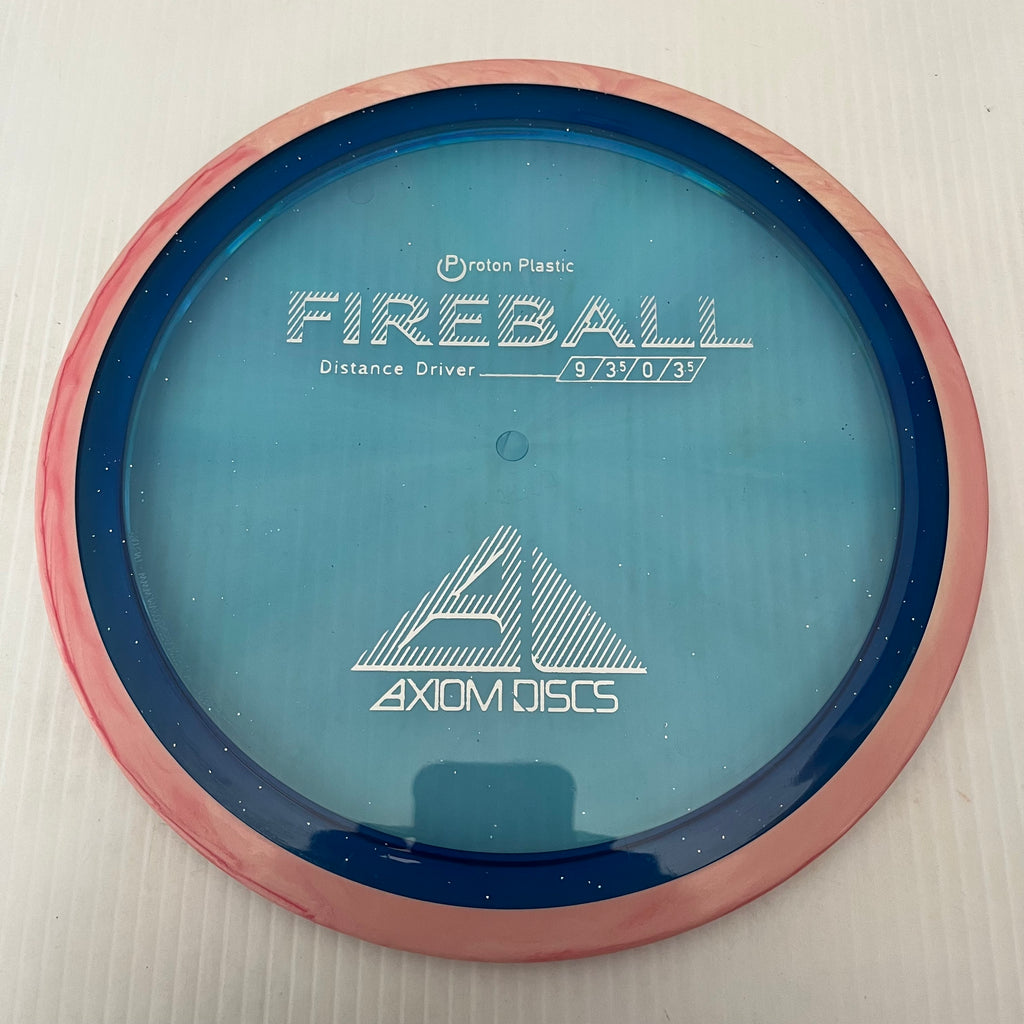 Proton Plastic
FIREBALL
Distance Driver 9/3.5/0/3.5
AXIOM DISCS